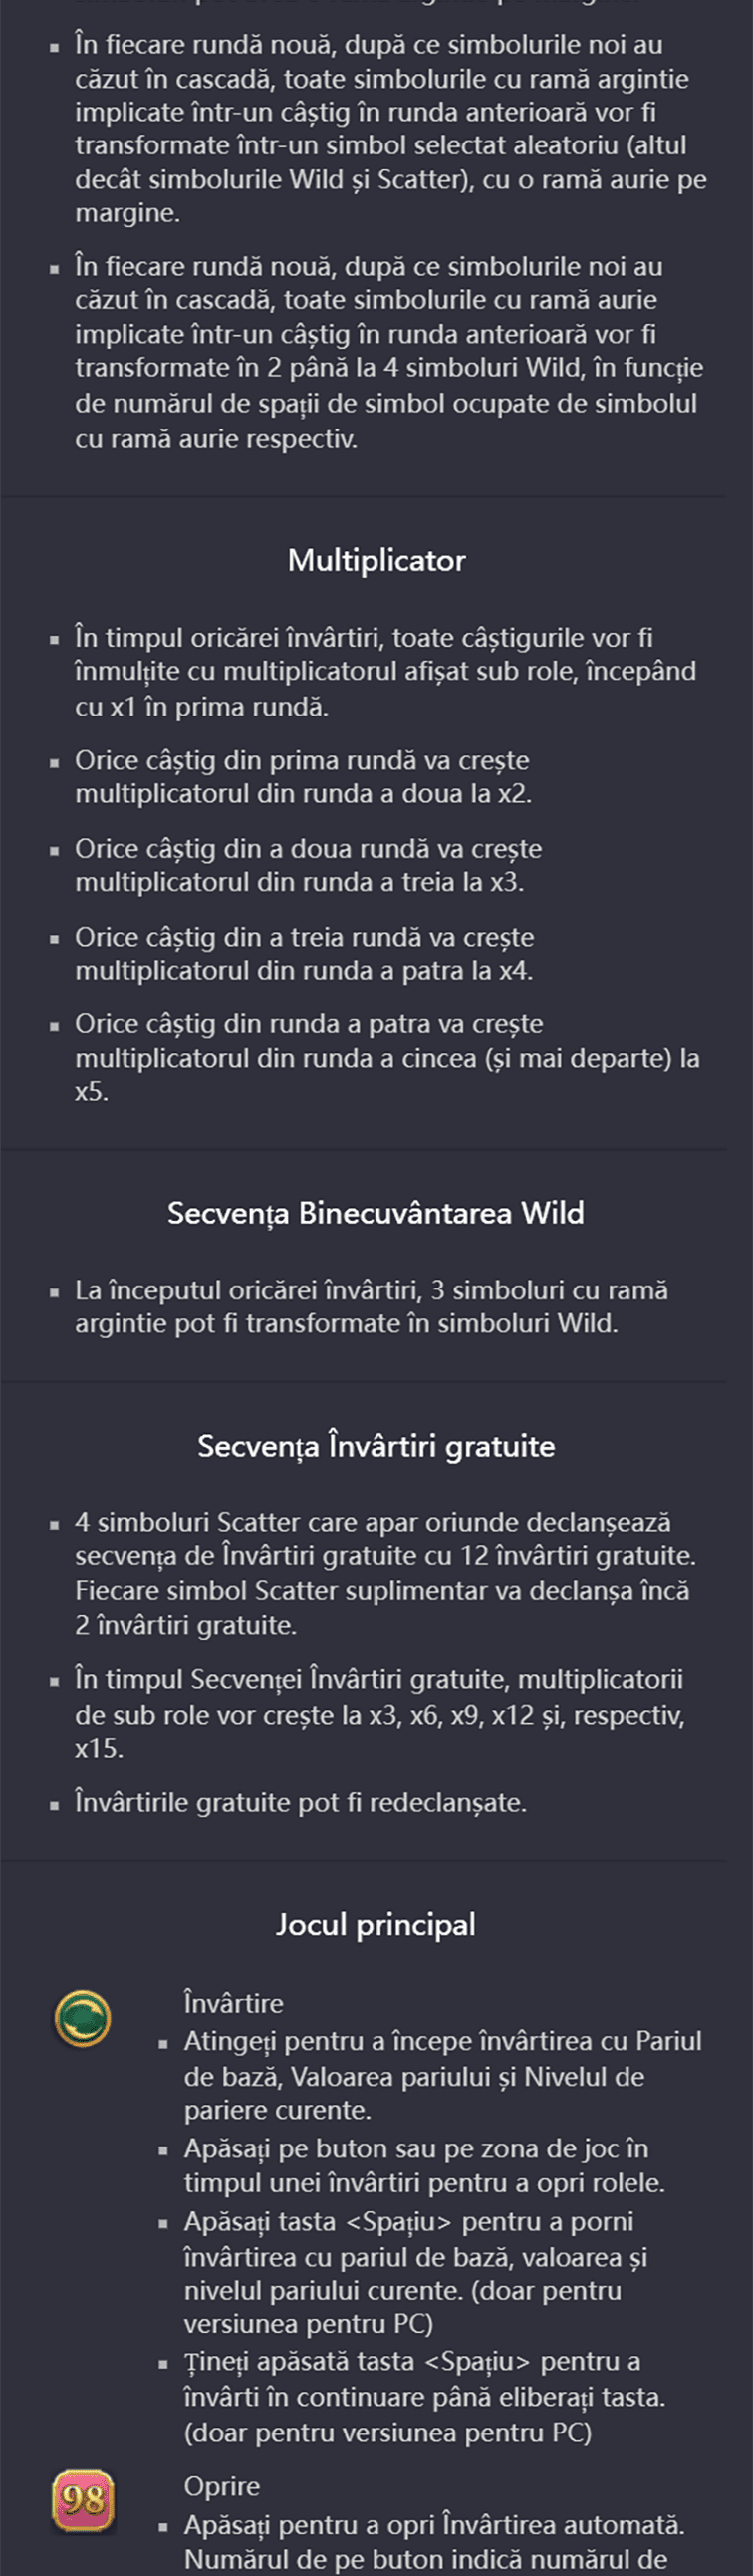 În fiecare rundă nouă, după ce simbolurile noi au
căzut în cascadă, toate simbolurile cu ramă argintie
implicate într-un câștig în runda anterioară vor fi
transformate într-un simbol selectat aleatoriu (altul
decât simbolurile Wild și Scatter), cu o ramă aurie pe
margine.
În fiecare rundă nouă, după ce simbolurile noi au
căzut în cascadă, toate simbolurile cu ramă aurie
implicate într-un câștig în runda anterioară vor fi
transformate în 2 până la 4 simboluri Wild, în funcție
de numărul de spații de simbol ocupate de simbolul
cu ramă aurie respectiv.
Multiplicator
În timpul oricărei învârtiri, toate câștigurile vor fi
înmulțite cu multiplicatorul afișat sub role, începând
cu x1 în prima rundă.
Orice câștig din prima rundă va crește
multiplicatorul din runda a doua la x2.
Orice câștig din a doua rundă va crește
multiplicatorul din runda a treia la x3.
Orice câștig din a treia rundă va crește
multiplicatorul din runda a patra la x4.
Orice câștig din runda a patra va crește
multiplicatorul din runda a cincea (și mai departe) la
x5.
Secvența Binecuvântarea Wild
La începutul oricărei învârtiri, 3 simboluri cu ramă
argintie pot fi transformate în simboluri Wild.
Secvența Învârtiri gratuite
4 simboluri Scatter care apar oriunde declanșează
secvența de Învârtiri gratuite cu 12 învârtiri gratuite.
Fiecare simbol Scatter suplimentar va declanșa încă
2 învârtiri gratuite.
În timpul Secvenței Învârtiri gratuite, multiplicatorii
de sub role vor crește la x3, x6, x9, x12 și, respectiv,
x15.
Învârtirile gratuite pot fi redeclanșate.
Jocul principal
Învârtire
Atingeți pentru a începe învârtirea cu Pariul
de bază, Valoarea pariului și Nivelul de
pariere curente.
Apăsați pe buton sau pe zona de joc în
timpul unei învârtiri pentru a opri rolele.
Apăsați tasta <Spațiu> pentru a porni
învârtirea cu pariul de bază, valoarea și
nivelul pariului curente. (doar pentru
versiunea pentru PC)
Țineți apăsată tasta <Spațiu> pentru a
învârti în continuare până eliberați tasta.
(doar pentru versiunea pentru PC)
98
Oprire
Apăsați pentru a opri Învârtirea automată.
Numărul de pe buton indică numărul de